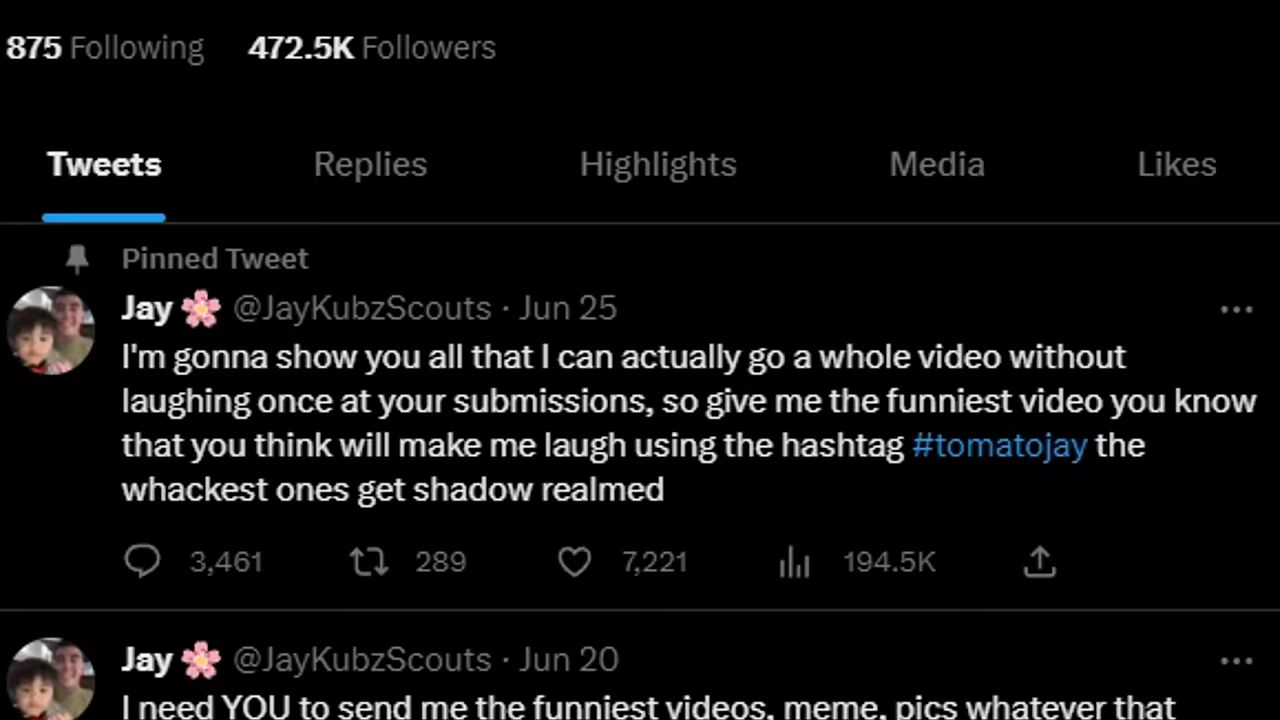 875 Following 472.5K Followers
Tweets Replies Highlights Media Likes
Pinned Tweet
Jay 🌸 @JayKubzScouts · Jun 25 ...
I'm gonna show you all that I can actually go a whole video without
laughing once at your submissions, so give me the funniest video you know
that you think will make me laugh using the hashtag #tomatojay the
whackest ones get shadow realmed
3,461 289 7,221 194.5K
Jay 🌸 @JayKubzScouts · Jun 20 ...
I need YOU to send me the funniest videos, meme, pics whatever that